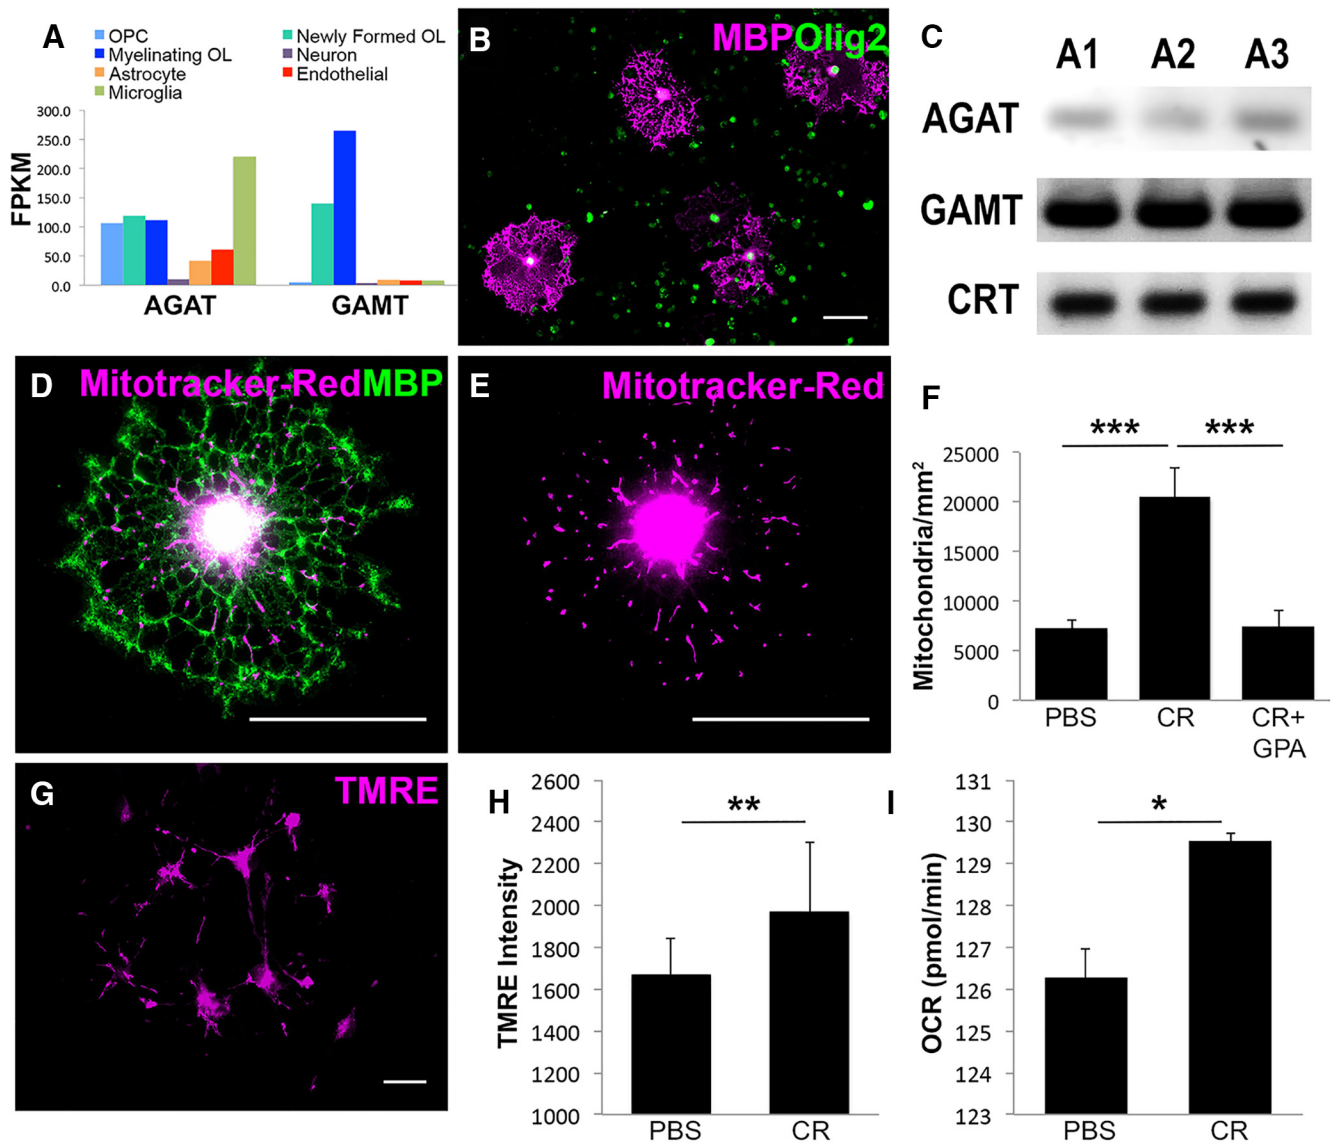 A
OPC
Newly Formed OL
Myelinating OL
Neuron
Astrocyte
Endothelial
Microglia
FPKM
300.0
250.0
200.0
150.0
100.0
50.0
0.0
AGAT
GAMT
B
MBPOlig2
C
A1 A2 A3
AGAT
GAMT
CRT
D
Mitotracker-RedMBP
E
Mitotracker-Red
F
*** ***
Mitochondria/mm²
25000
20000
15000
10000
5000
0
PBS CR CR+
GPA
G
TMRE
H
**
TMRE Intensity
2600
2400
2200
2000
1800
1600
1400
1200
1000
PBS CR
I
*
OCR (pmol/min)
131
130
129
128
127
126
125
124
123
PBS CR